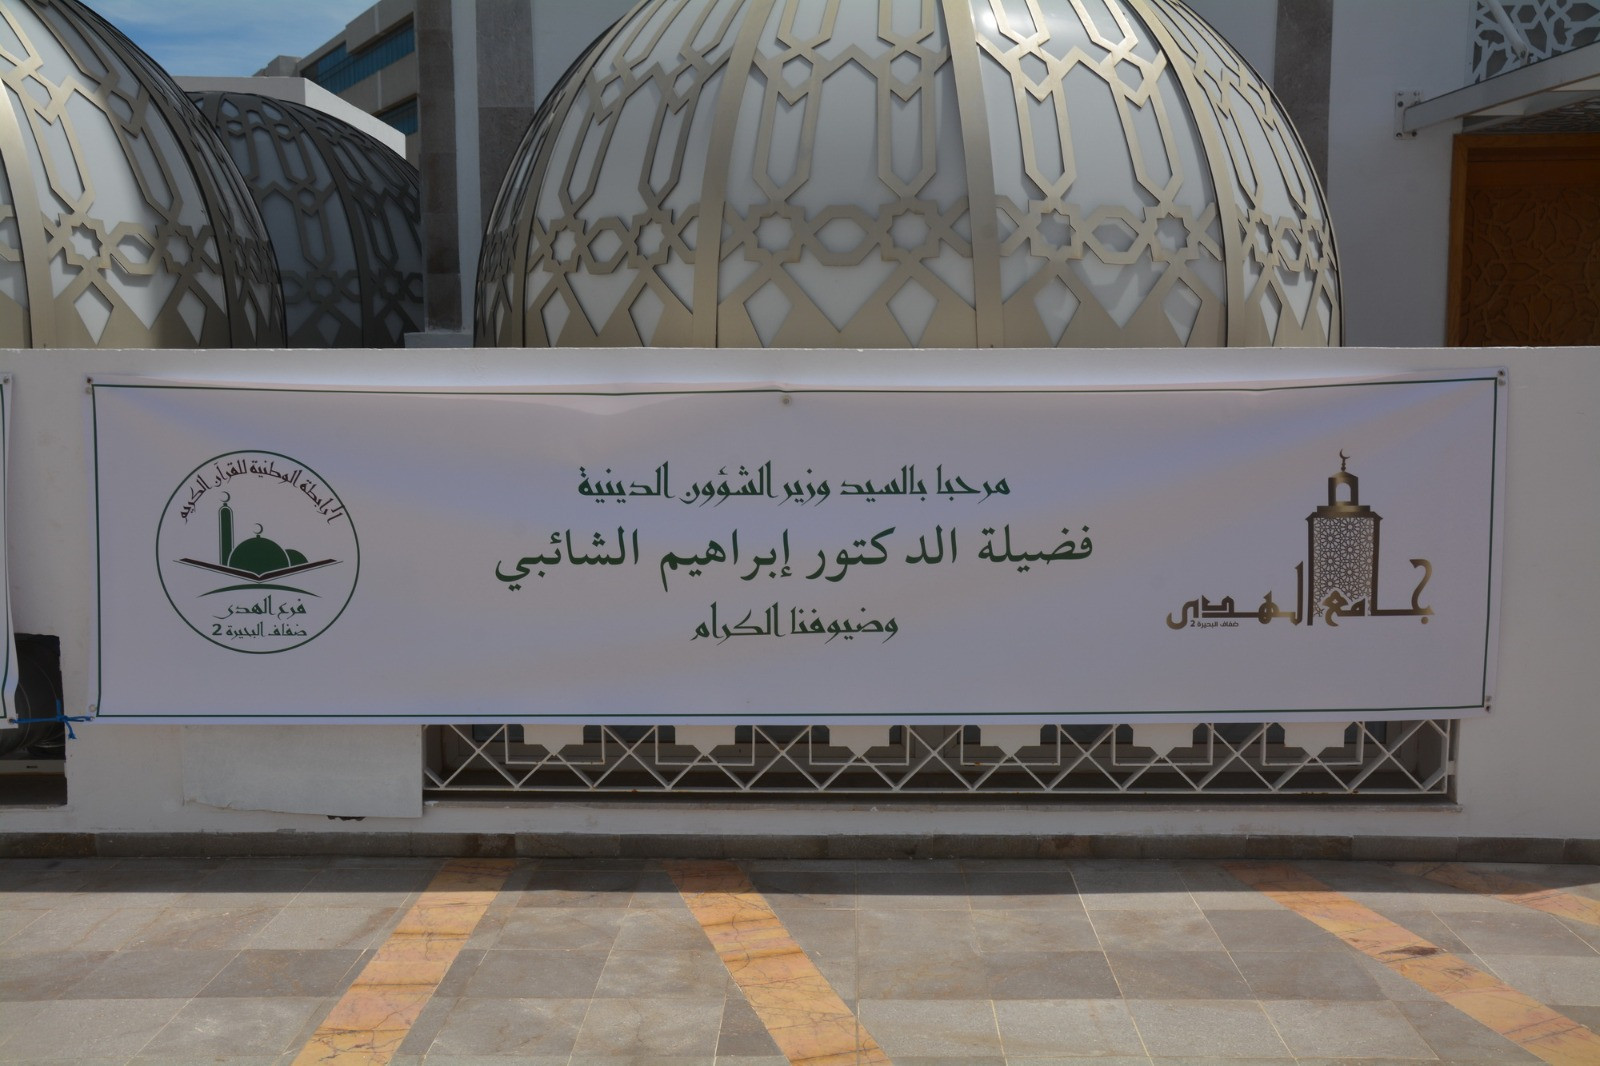 مرحبا بالسيد وزير الشؤون الدينية
فضيلة الدكتور إبراهيم الشائبي
وضيوفنا الكرام
جامع الهدى
ضفاف البحيرة 2
الرابطة الوطنية للقرآن الكريم
فرع الهدى
ضفاف البحيرة 2